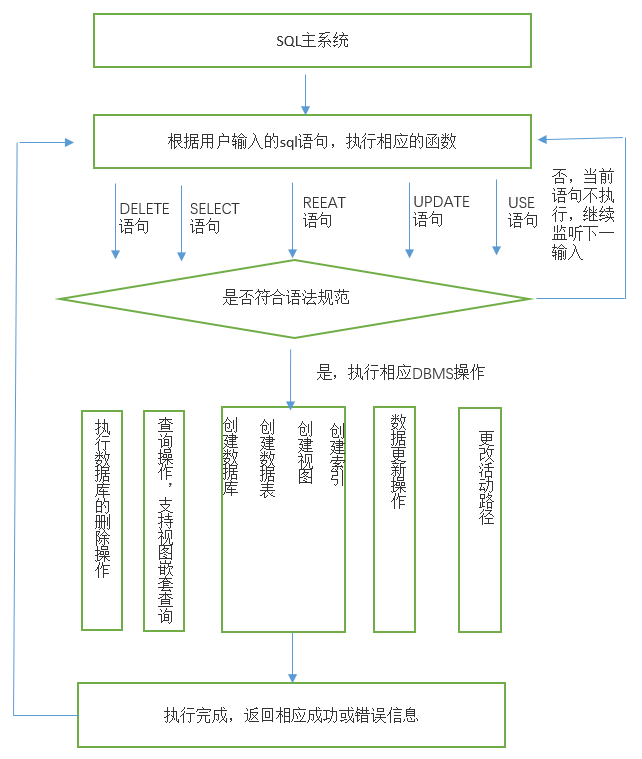 SQL主系统
根据用户输入的sql语句，执行相应的函数
DELETE
语句
SELECT
语句
REEAT
语句
UPDATE
语句
USE
语句
否，当前
语句不执
行，继续
监听下一
输入
是否符合语法规范
是，执行相应DBMS操作
执行数据库的删除操作
查询操作，支持视图嵌套查询
创建数据库
创建数据表
创建视图
创建索引
数据更新操作
更改活动路径
执行完成，返回相应成功或错误信息